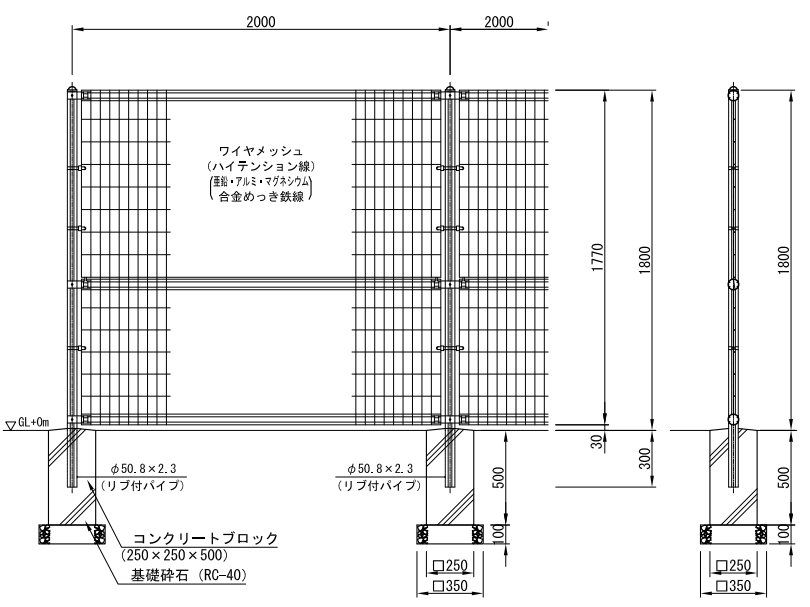 2000
2000
ワイヤメッシュ
(ハイテンション線)
(亜鉛・アルミ・マグネシウム
合金めっき鉄線)
1770
1800
1800
GL+0m
30
300
500
100
500
100
φ50.8×2.3
(リブ付パイプ)
φ50.8×2.3
(リブ付パイプ)
コンクリートブロック
(250×250×500)
基礎砕石 (RC-40)
□250
□350
□250
□350